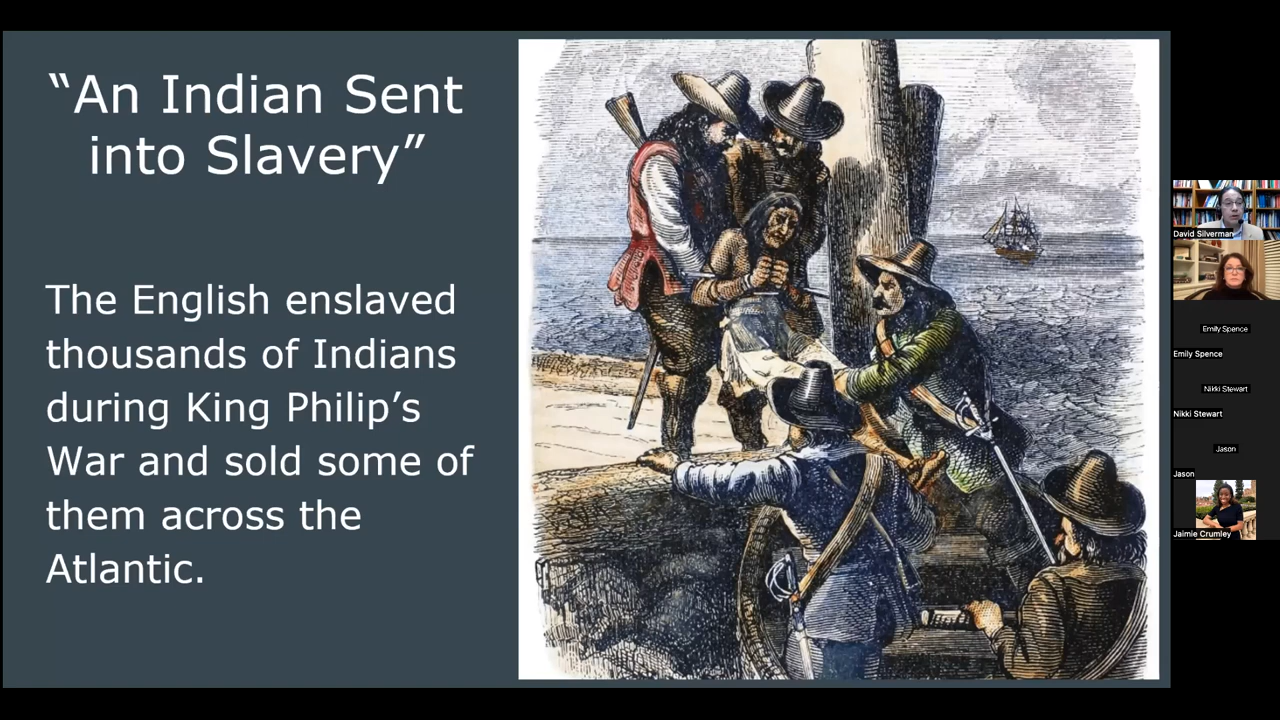 “An Indian Sent
into Slavery”
The English enslaved
thousands of Indians
during King Philip’s
War and sold some of
them across the
Atlantic.
David Silverman
Emily Spence
Emily Spence
Nikki Stewart
Nikki Stewart
Jason
Jason
Jaimie Crumley